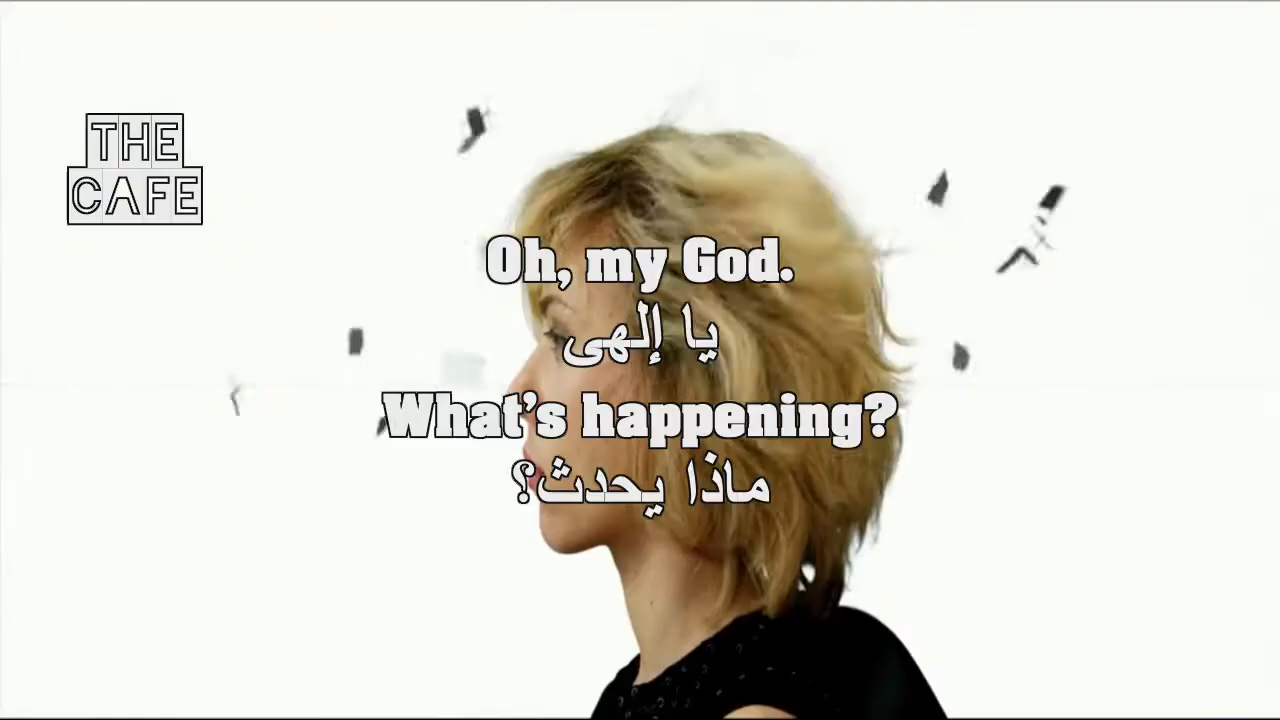 THE
CAFE
Oh, my God.
يا إلهى
What's happening?
ماذا يحدث؟